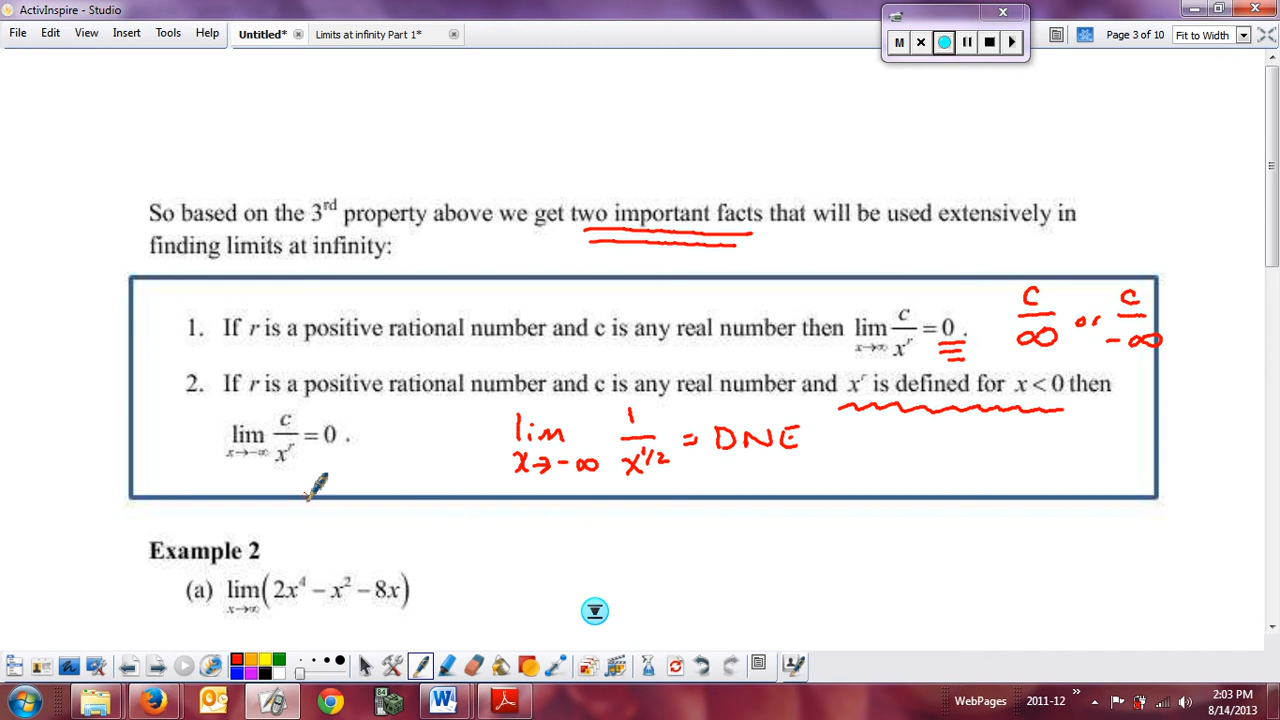 ActivInspire - Studio
File Edit View Insert Tools Help
Untitled* Limits at infinity Part 1*
M
Page 3 of 10 Fit to Width
So based on the 3rd property above we get two important facts that will be used extensively in
finding limits at infinity:
1. If r is a positive rational number and c is any real number then lim x→∞ c/x^r = 0 .
c/∞ or c/-∞
2. If r is a positive rational number and c is any real number and x^r is defined for x < 0 then
lim x→-∞ c/x^r = 0 .
lim x→-∞ 1/x^1/2 = DNE
Example 2
(a) lim x→∞ (2x^4 − x^2 − 8x)
WebPages 2011-12 »
2:03 PM
8/14/2013